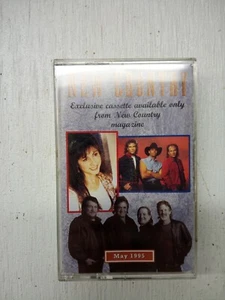 NEW COUNTRY
Exclusive cassette available only
from New Country
magazine
May 1995